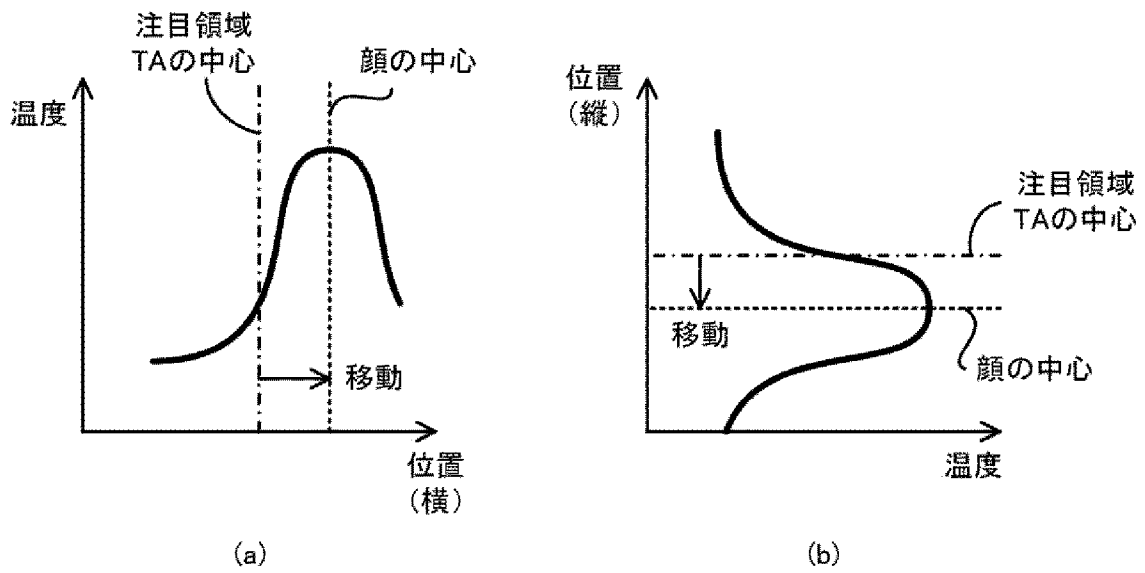 注目領域
TAの中心
顔の中心
温度
移動
位置
(横)
(a)
位置
(縦)
注目領域
TAの中心
移動
顔の中心
温度
(b)